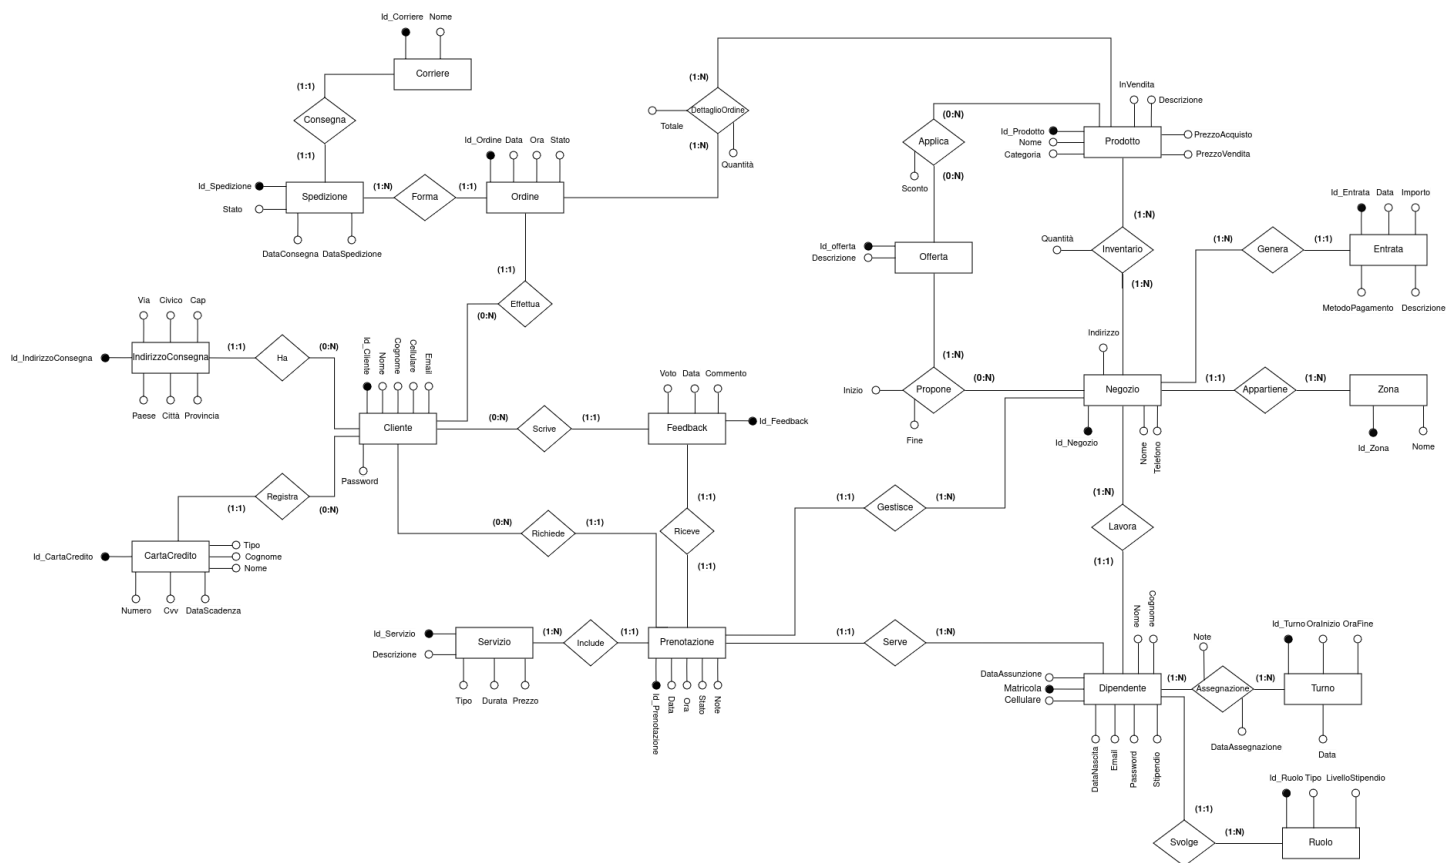 Id_Corriere Nome
Corriere
(1:1)
Consegna
(1:1)
Id_Spedizione
Stato
Spedizione
DataConsegna DataSpedizione
(1:N)
Forma
(1:1)
Id_Ordine Data Ora Stato
Ordine
(1:N)
DettaglioOrdine
Totale
Quantità
(1:N)
(0:N)
Applica
Sconto
(0:N)
InVendita
Descrizione
Id_Prodotto
Nome
Categoria
Prodotto
PrezzoAcquisto
PrezzoVendita
(1:N)
Quantità
Inventario
(1:N)
Id_offerta
Descrizione
Offerta
(1:N)
Genera
(1:1)
Id_Entrata Data Importo
Entrata
MetodoPagamento Descrizione
(1:1)
Effettua
(0:N)
Via Civico Cap
Id_IndirizzoConsegna
IndirizzoConsegna
Paese Città Provincia
(1:1)
Ha
(0:N)
Id_Cliente
Nome
Cognome
Cellulare
Email
Cliente
Password
(0:N)
Scrive
(1:1)
Voto Data Commento
Feedback
Id_Feedback
(1:N)
Inizio
Propone
Fine
(0:N)
Indirizzo
Negozio
Id_Negozio
Nome
Telefono
(1:1)
Appartiene
(1:N)
Zona
Id_Zona
Nome
(1:1)
Registra
(0:N)
Id_CartaCredito
CartaCredito
Tipo
Cognome
Nome
Numero Cvv DataScadenza
(0:N)
Richiede
(1:1)
(1:1)
Riceve
(1:1)
(1:1)
Gestisce
(1:N)
(1:N)
Lavora
(1:1)
Id_Servizio
Descrizione
Servizio
Tipo Durata Prezzo
(1:N)
Include
(1:1)
Prenotazione
Id_Prenotazione
Data
Ora
Stato
Note
(1:1)
Serve
(1:N)
Nome
Cognome
DataAssunzione
Matricola
Cellulare
Dipendente
DataNascita
Email
Password
Stipendio
(1:N)
Note
Assegnazione
DataAssegnazione
(1:N)
Id_Turno OraInizio OraFine
Turno
Data
(1:1)
Svolge
(1:N)
Id_Ruolo Tipo LivelloStipendio
Ruolo